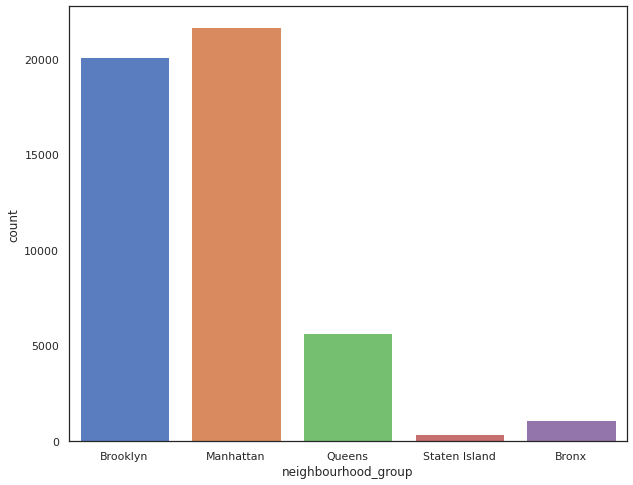 20000
15000
10000
5000
0
count
Brooklyn Manhattan Queens Staten Island Bronx
neighbourhood_group